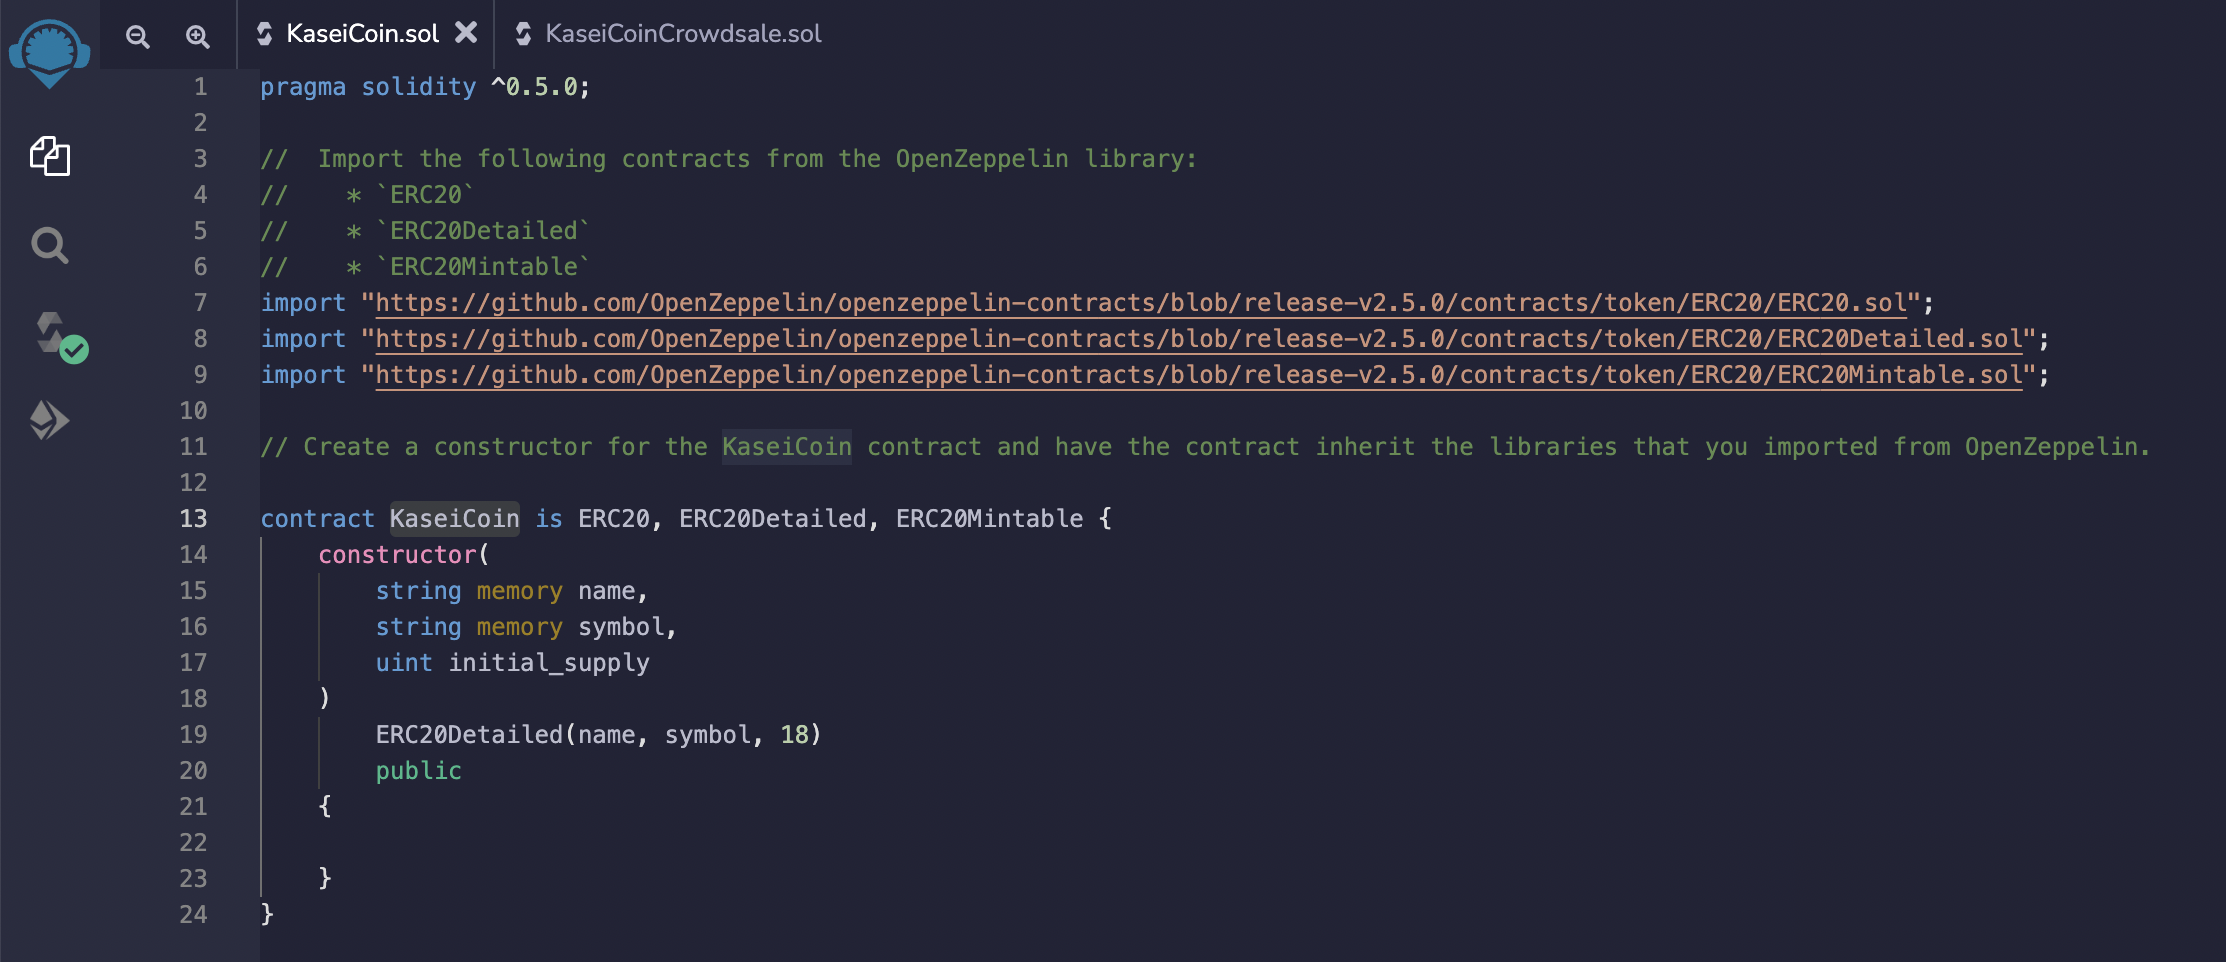 KaseiCoin.sol KaseiCoinCrowdsale.sol
1 pragma solidity ^0.5.0;
2
3 //  Import the following contracts from the OpenZeppelin library:
4 //    * `ERC20`
5 //    * `ERC20Detailed`
6 //    * `ERC20Mintable`
7 import "https://github.com/OpenZeppelin/openzeppelin-contracts/blob/release-v2.5.0/contracts/token/ERC20/ERC20.sol";
8 import "https://github.com/OpenZeppelin/openzeppelin-contracts/blob/release-v2.5.0/contracts/token/ERC20/ERC20Detailed.sol";
9 import "https://github.com/OpenZeppelin/openzeppelin-contracts/blob/release-v2.5.0/contracts/token/ERC20/ERC20Mintable.sol";
10
11 // Create a constructor for the KaseiCoin contract and have the contract inherit the libraries that you imported from OpenZeppelin.
12
13 contract KaseiCoin is ERC20, ERC20Detailed, ERC20Mintable {
14     constructor(
15         string memory name,
16         string memory symbol,
17         uint initial_supply
18     )
19         ERC20Detailed(name, symbol, 18)
20         public
21     {
22
23     }
24 }